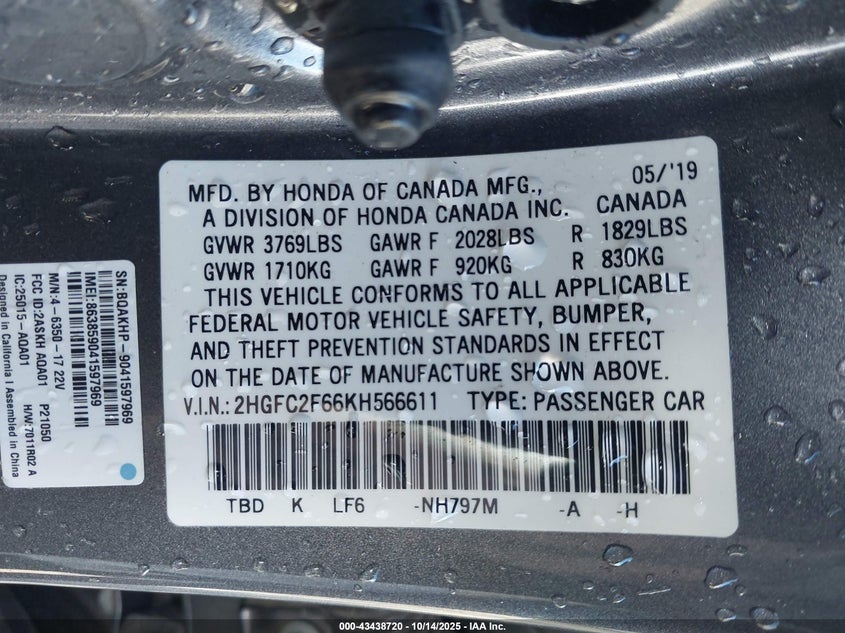 05/'19
MFD. BY HONDA OF CANADA MFG.,
A DIVISION OF HONDA CANADA INC. CANADA
GVWR 3769LBS GAWR F 2028LBS R 1829LBS
GVWR 1710KG GAWR F 920KG R 830KG
THIS VEHICLE CONFORMS TO ALL APPLICABLE
FEDERAL MOTOR VEHICLE SAFETY, BUMPER,
AND THEFT PREVENTION STANDARDS IN EFFECT
ON THE DATE OF MANUFACTURE SHOWN ABOVE.
V.I.N.: 2HGFC2F66KH566611 TYPE: PASSENGER CAR
TBD K LF6 -NH797M -A -H
SN:BQAKHP-9041597969
IMEI:863859041597969
M/N:4-6350-17 22V
FCC ID:2ASKH AQA01 P21050
IC:25015-AQA01 H/W:7011R02 A
Designed in California | Assembled in China
000-43438720 - 10/14/2025 - IAA Inc.